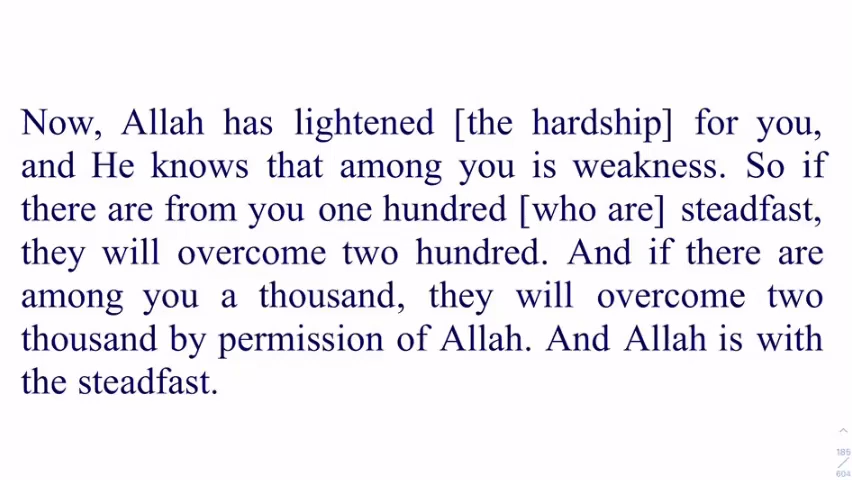 Now, Allah has lightened [the hardship] for you,
and He knows that among you is weakness. So if
there are from you one hundred [who are] steadfast,
they will overcome two hundred. And if there are
among you a thousand, they will overcome two
thousand by permission of Allah. And Allah is with
the steadfast.
185
/
604